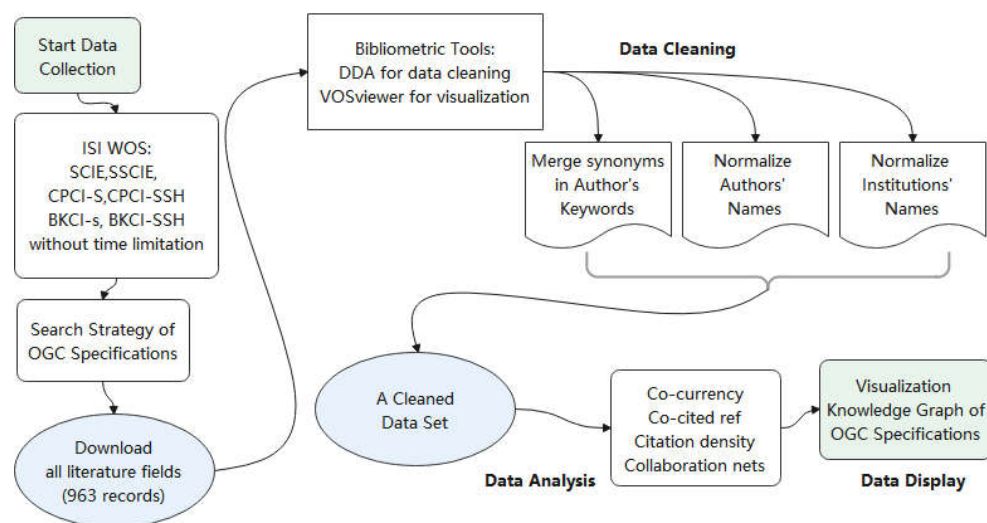 Start Data
Collection
ISI WOS:
SCIE,SSCIE,
CPCI-S,CPCI-SSH
BKCI-s, BKCI-SSH
without time limitation
Search Strategy of
OGC Specifications
Download
all literature fields
(963 records)
Bibliometric Tools:
DDA for data cleaning
VOSviewer for visualization
Data Cleaning
Merge synonyms
in Author's
Keywords
Normalize
Authors'
Names
Normalize
Institutions'
Names
A Cleaned
Data Set
Data Analysis
Co-currency
Co-cited ref
Citation density
Collaboration nets
Visualization
Knowledge Graph of
OGC Specifications
Data Display